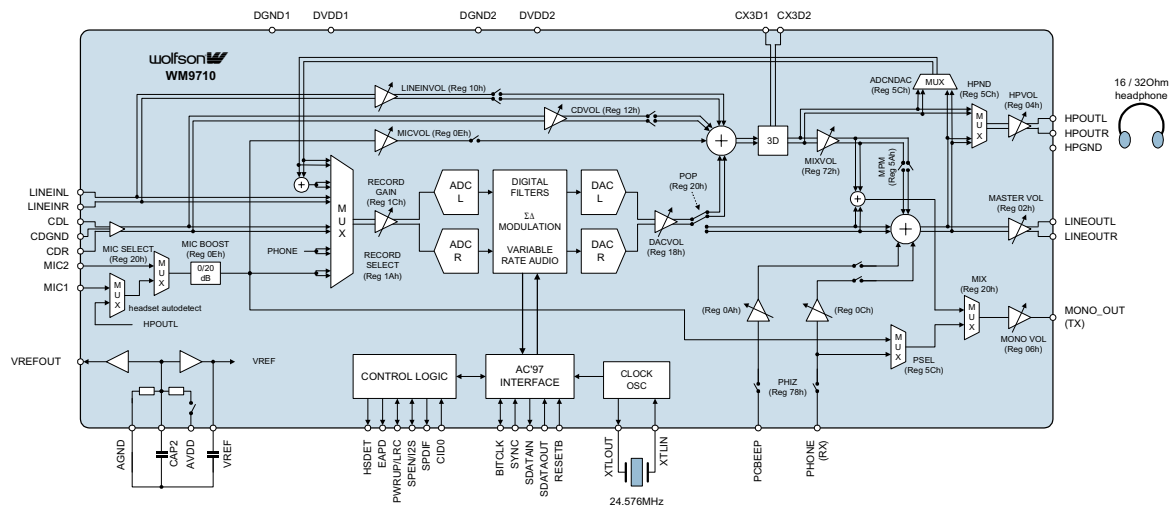 DGND1
DVDD1
DGND2
DVDD2
CX3D1
CX3D2
wolfson
WM9710
LINEINVOL (Reg 10h)
CDVOL (Reg 12h)
MICVOL (Reg 0Eh)
ADCNDAC
(Reg 5Ch)
MUX
HPND
(Reg 5Ch)
HPVOL
(Reg 04h)
16 / 32Ohm
headphone
HPOUTL
HPOUTR
HPGND
M
U
X
3D
MIXVOL
(Reg 72h)
MPM
(Reg 5Ah)
LINEINL
LINEINR
CDL
CDGND
CDR
MIC2
MIC1
MIC SELECT
(Reg 20h)
MIC BOOST
(Reg 0Eh)
0/20
dB
M
U
X
M
U
X
headset autodetect
HPOUTL
PHONE
M
U
X
RECORD
GAIN
(Reg 1Ch)
RECORD
SELECT
(Reg 1Ah)
ADC
L
ADC
R
DIGITAL
FILTERS
ΣΔ
MODULATION
VARIABLE
RATE AUDIO
DAC
L
DAC
R
POP
(Reg 20h)
DACVOL
(Reg 18h)
MASTER VOL
(Reg 02h)
LINEOUTL
LINEOUTR
(Reg 0Ah)
(Reg 0Ch)
MIX
(Reg 20h)
M
U
X
MONO VOL
(Reg 06h)
MONO_OUT
(TX)
M
U
X
PSEL
(Reg 5Ch)
PHIZ
(Reg 78h)
VREFOUT
VREF
CONTROL LOGIC
AC'97
INTERFACE
CLOCK
OSC
AGND
CAP2
AVDD
VREF
HSDET
EAPD
PWRUP/LRC
SPEN/I2S
SPDIF
CID0
BITCLK
SYNC
SDATAIN
SDATAOUT
RESETB
XTLOUT
XTLIN
24.576MHz
PCBEEP
PHONE
(RX)